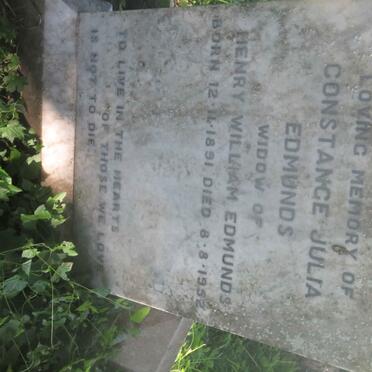 LOVING MEMORY OF
CONSTANCE JULIA
EDMUNDS
WIDOW OF
HENRY WILLIAM EDMUNDS
BORN 12.4.1891 DIED 8.8.1952
TO LIVE IN THE HEARTS
OF THOSE WE LOVE
IS NOT TO DIE